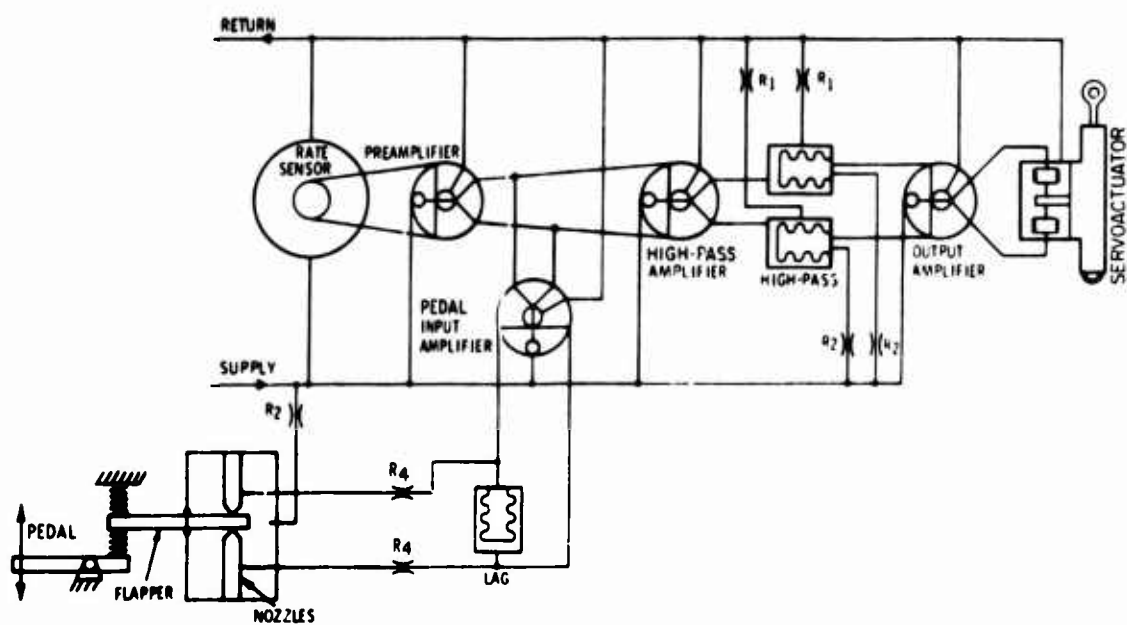 RETURN
R1
R1
RATE
SENSOR
PREAMPLIFIER
HIGH-PASS
AMPLIFIER
HIGH-PASS
OUTPUT
AMPLIFIER
SERVOACTUATOR
PEDAL
INPUT
AMPLIFIER
R2
R2
SUPPLY
R2
R4
R4
PEDAL
FLAPPER
NOZZLES
LAG